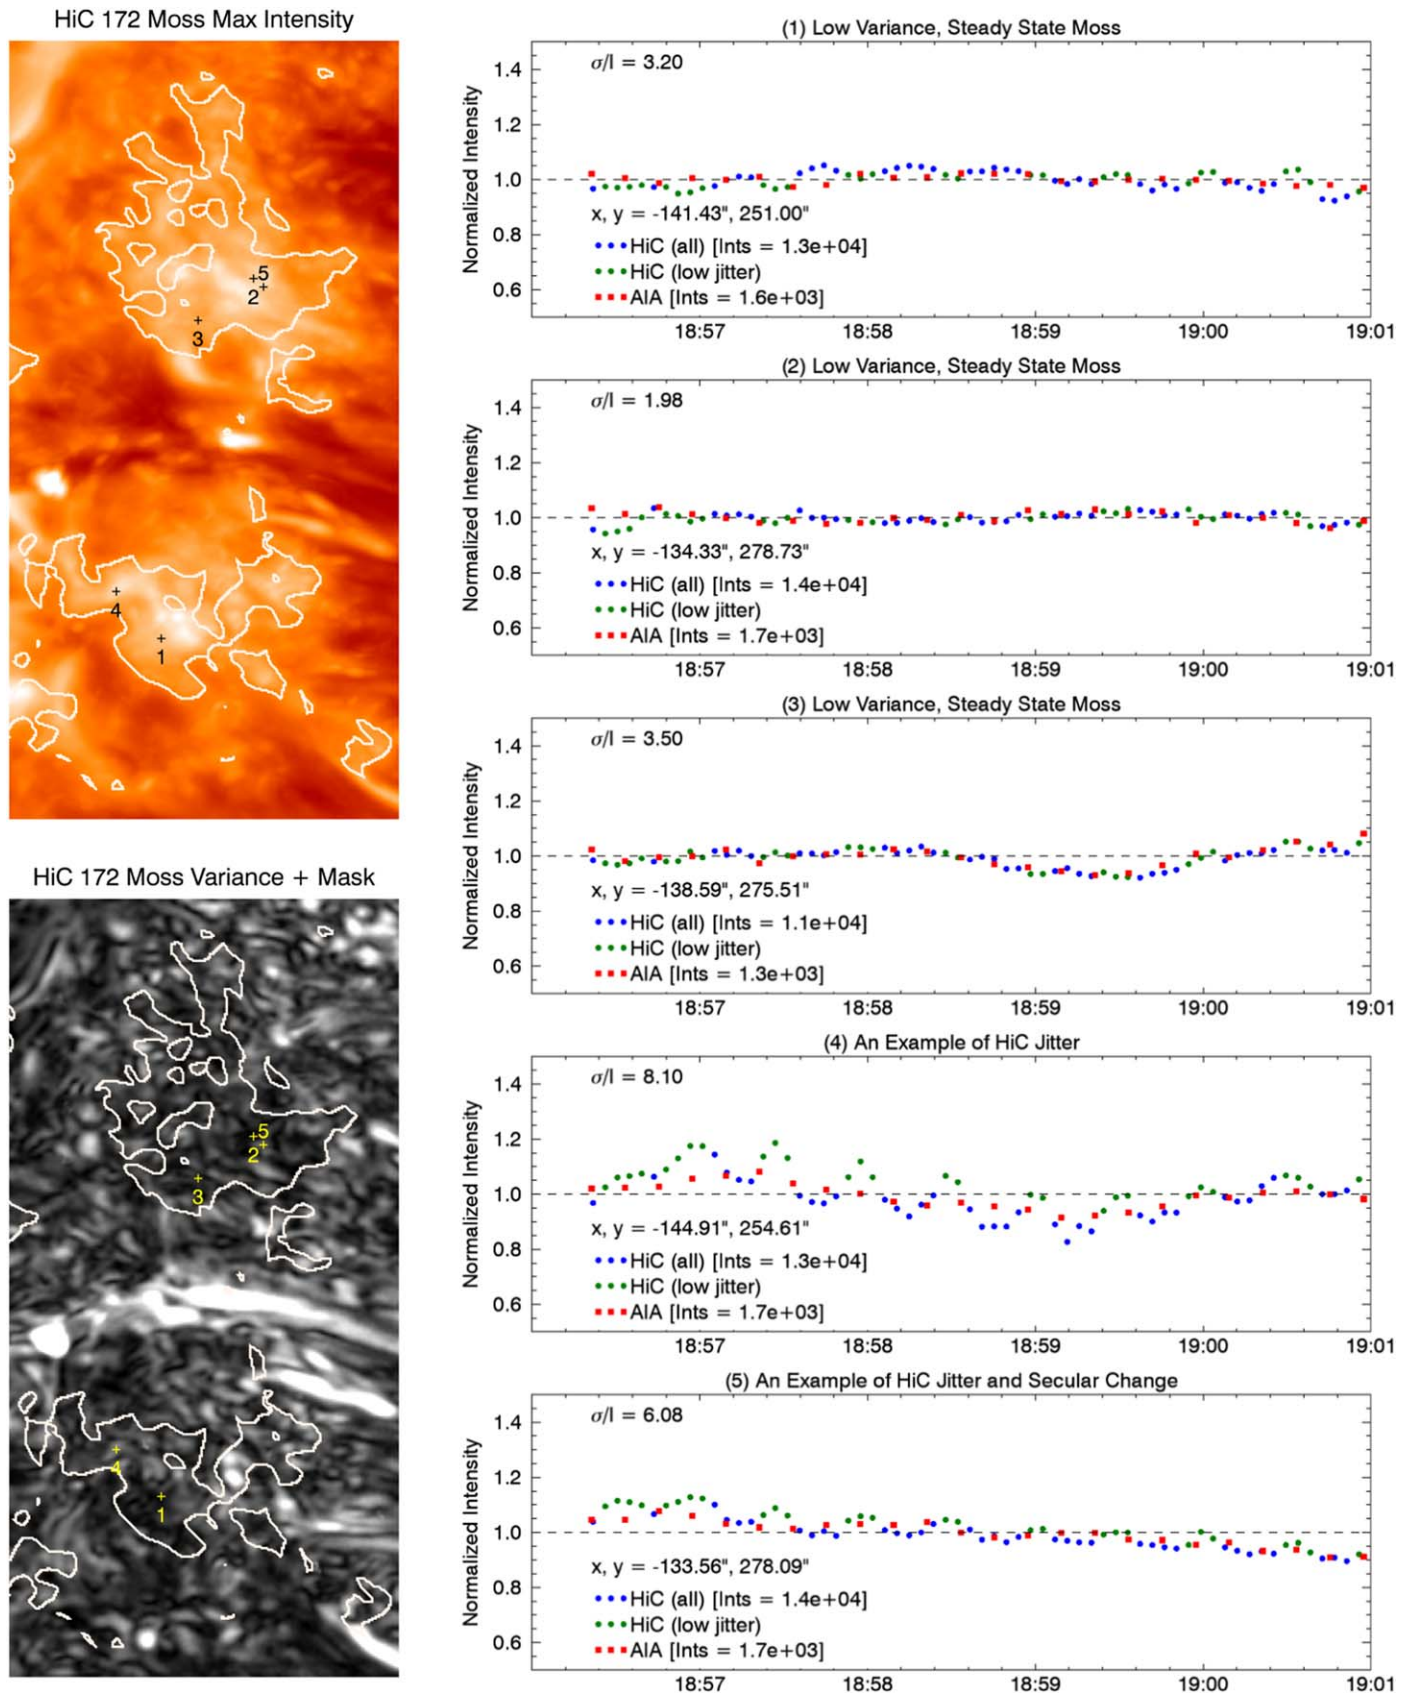 HiC 172 Moss Max Intensity
5
2
3
4
1
HiC 172 Moss Variance + Mask
5
2
3
4
1
(1) Low Variance, Steady State Moss
σ/I = 3.20
Normalized Intensity
1.4
1.2
1.0
0.8
0.6
x, y = -141.43", 251.00"
HiC (all) [Ints = 1.3e+04]
HiC (low jitter)
AIA [Ints = 1.6e+03]
18:57 18:58 18:59 19:00 19:01
(2) Low Variance, Steady State Moss
σ/I = 1.98
Normalized Intensity
1.4
1.2
1.0
0.8
0.6
x, y = -134.33", 278.73"
HiC (all) [Ints = 1.4e+04]
HiC (low jitter)
AIA [Ints = 1.7e+03]
18:57 18:58 18:59 19:00 19:01
(3) Low Variance, Steady State Moss
σ/I = 3.50
Normalized Intensity
1.4
1.2
1.0
0.8
0.6
x, y = -138.59", 275.51"
HiC (all) [Ints = 1.1e+04]
HiC (low jitter)
AIA [Ints = 1.3e+03]
18:57 18:58 18:59 19:00 19:01
(4) An Example of HiC Jitter
σ/I = 8.10
Normalized Intensity
1.4
1.2
1.0
0.8
0.6
x, y = -144.91", 254.61"
HiC (all) [Ints = 1.3e+04]
HiC (low jitter)
AIA [Ints = 1.7e+03]
18:57 18:58 18:59 19:00 19:01
(5) An Example of HiC Jitter and Secular Change
σ/I = 6.08
Normalized Intensity
1.4
1.2
1.0
0.8
0.6
x, y = -133.56", 278.09"
HiC (all) [Ints = 1.4e+04]
HiC (low jitter)
AIA [Ints = 1.7e+03]
18:57 18:58 18:59 19:00 19:01